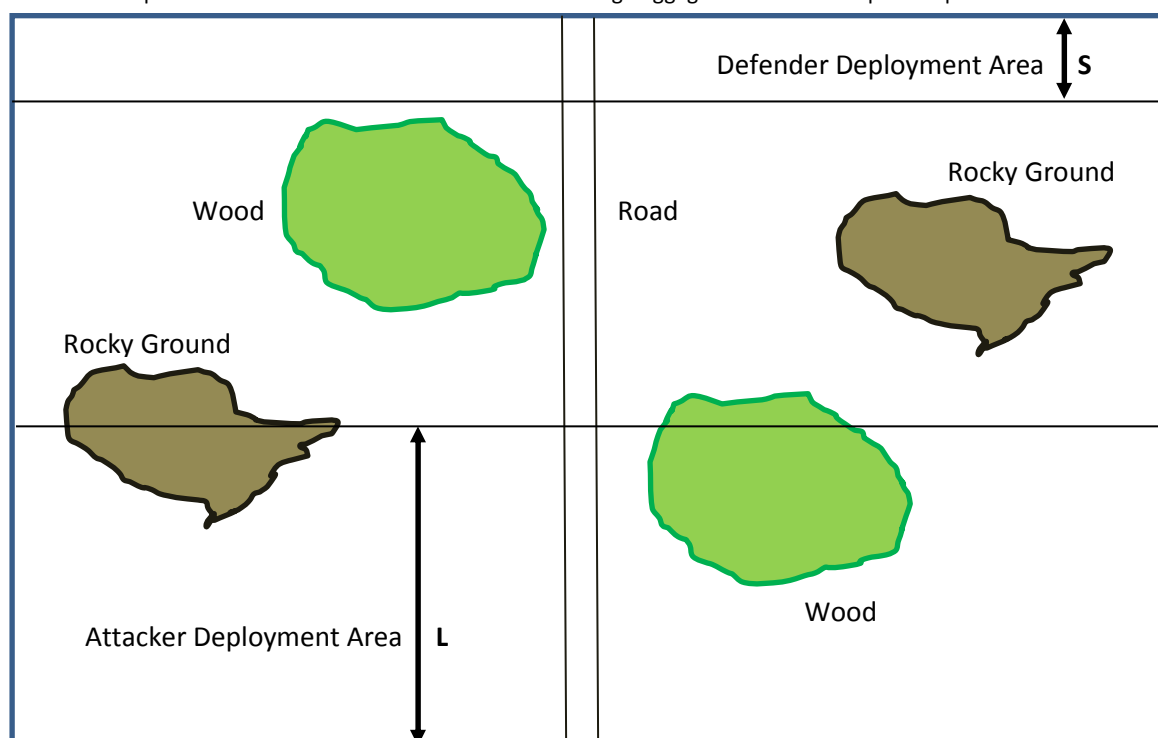 Defender Deployment Area S
Rocky Ground
Wood
Road
Rocky Ground
Wood
Attacker Deployment Area L